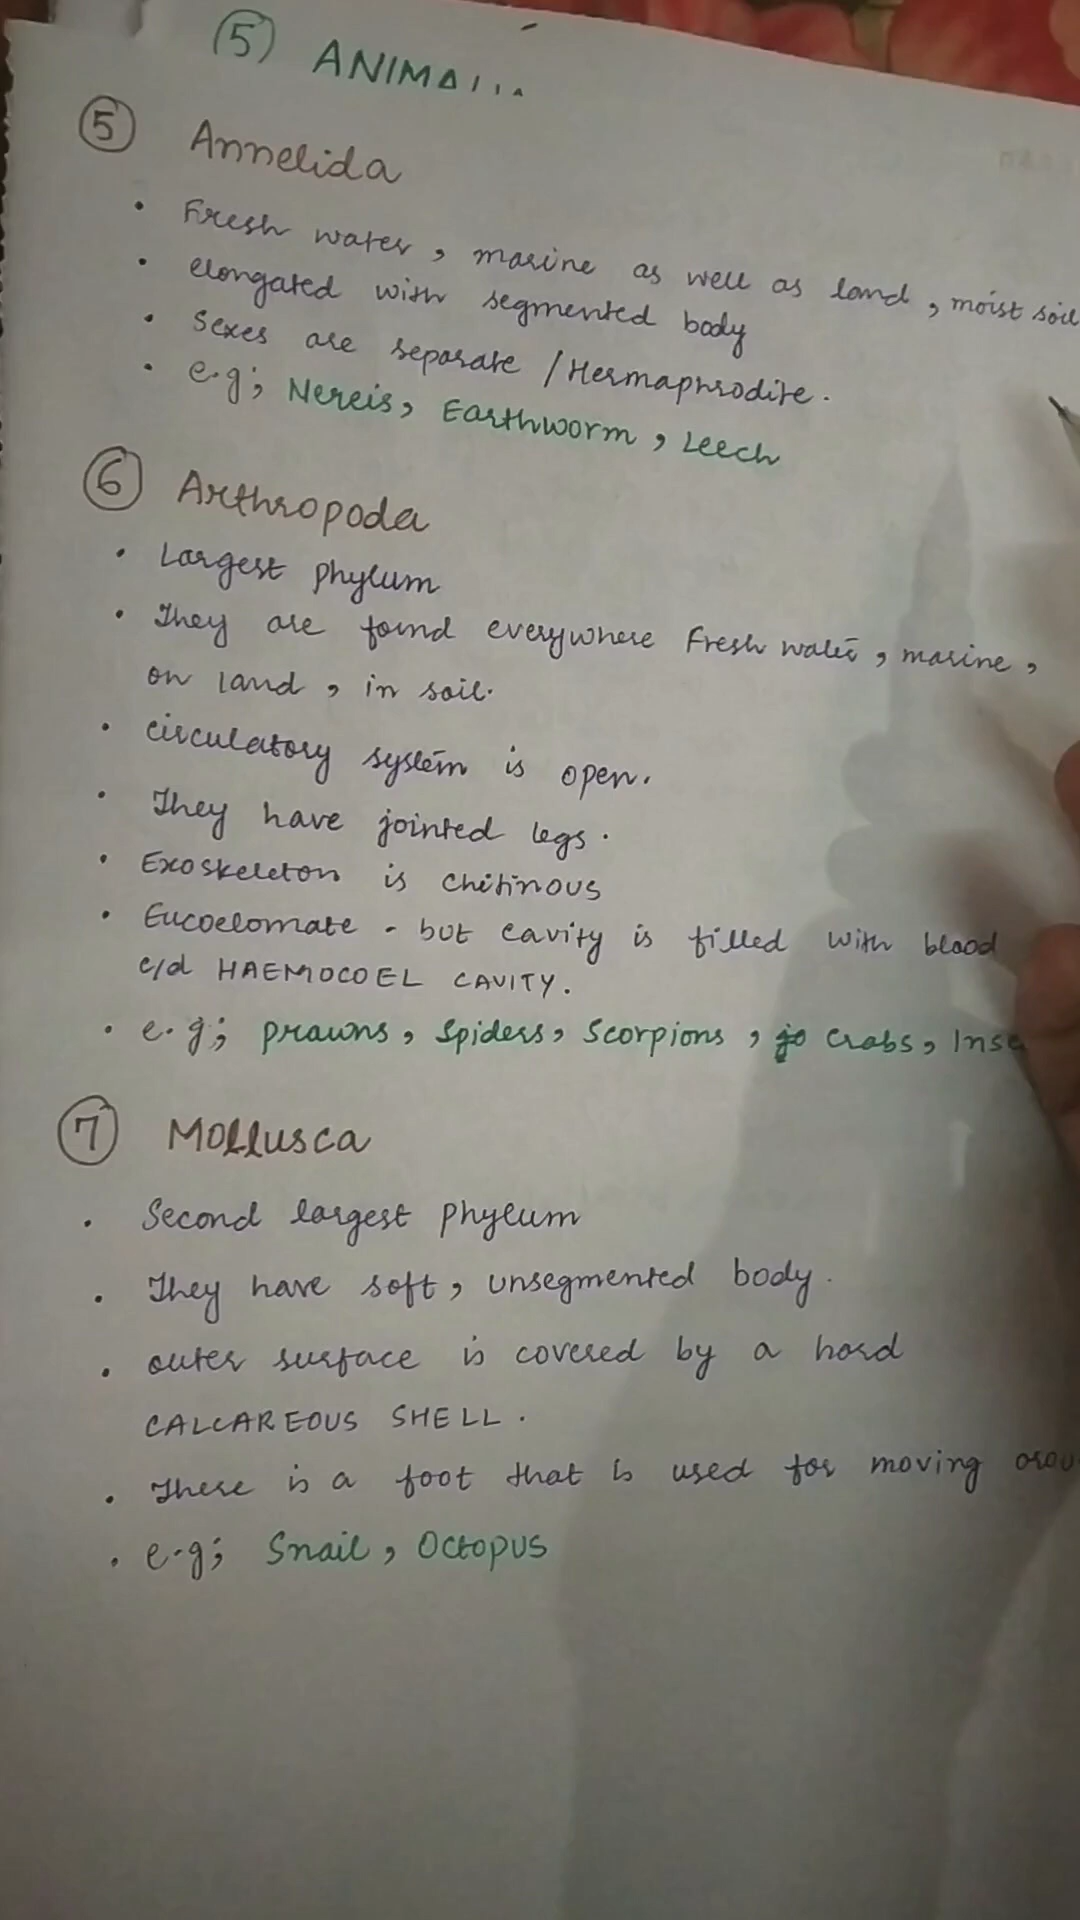 (5)
5 Annelida
• Fresh water, marine as well as land, moist soil
• elongated with segmented body
• Sexes are separate / Hermaphrodite.
• e.g; Nereis, Earthworm, Leech
6 Arthropoda
• Largest phylum
• They are found everywhere Fresh water, marine,
on land, in soil.
• circulatory system is open.
• They have jointed legs.
• Exoskeleton is chitinous
• Eucoelomate - but cavity is filled with blood
c/d HAEMOCOEL CAVITY.
• e.g; prawns, Spiders, Scorpions, crabs,
7 Mollusca
• Second largest phylum
• They have soft, unsegmented body.
• outer surface is covered by a hard
CALCAREOUS SHELL.
• There is a foot that is used for moving
• e.g; Snail, Octopus